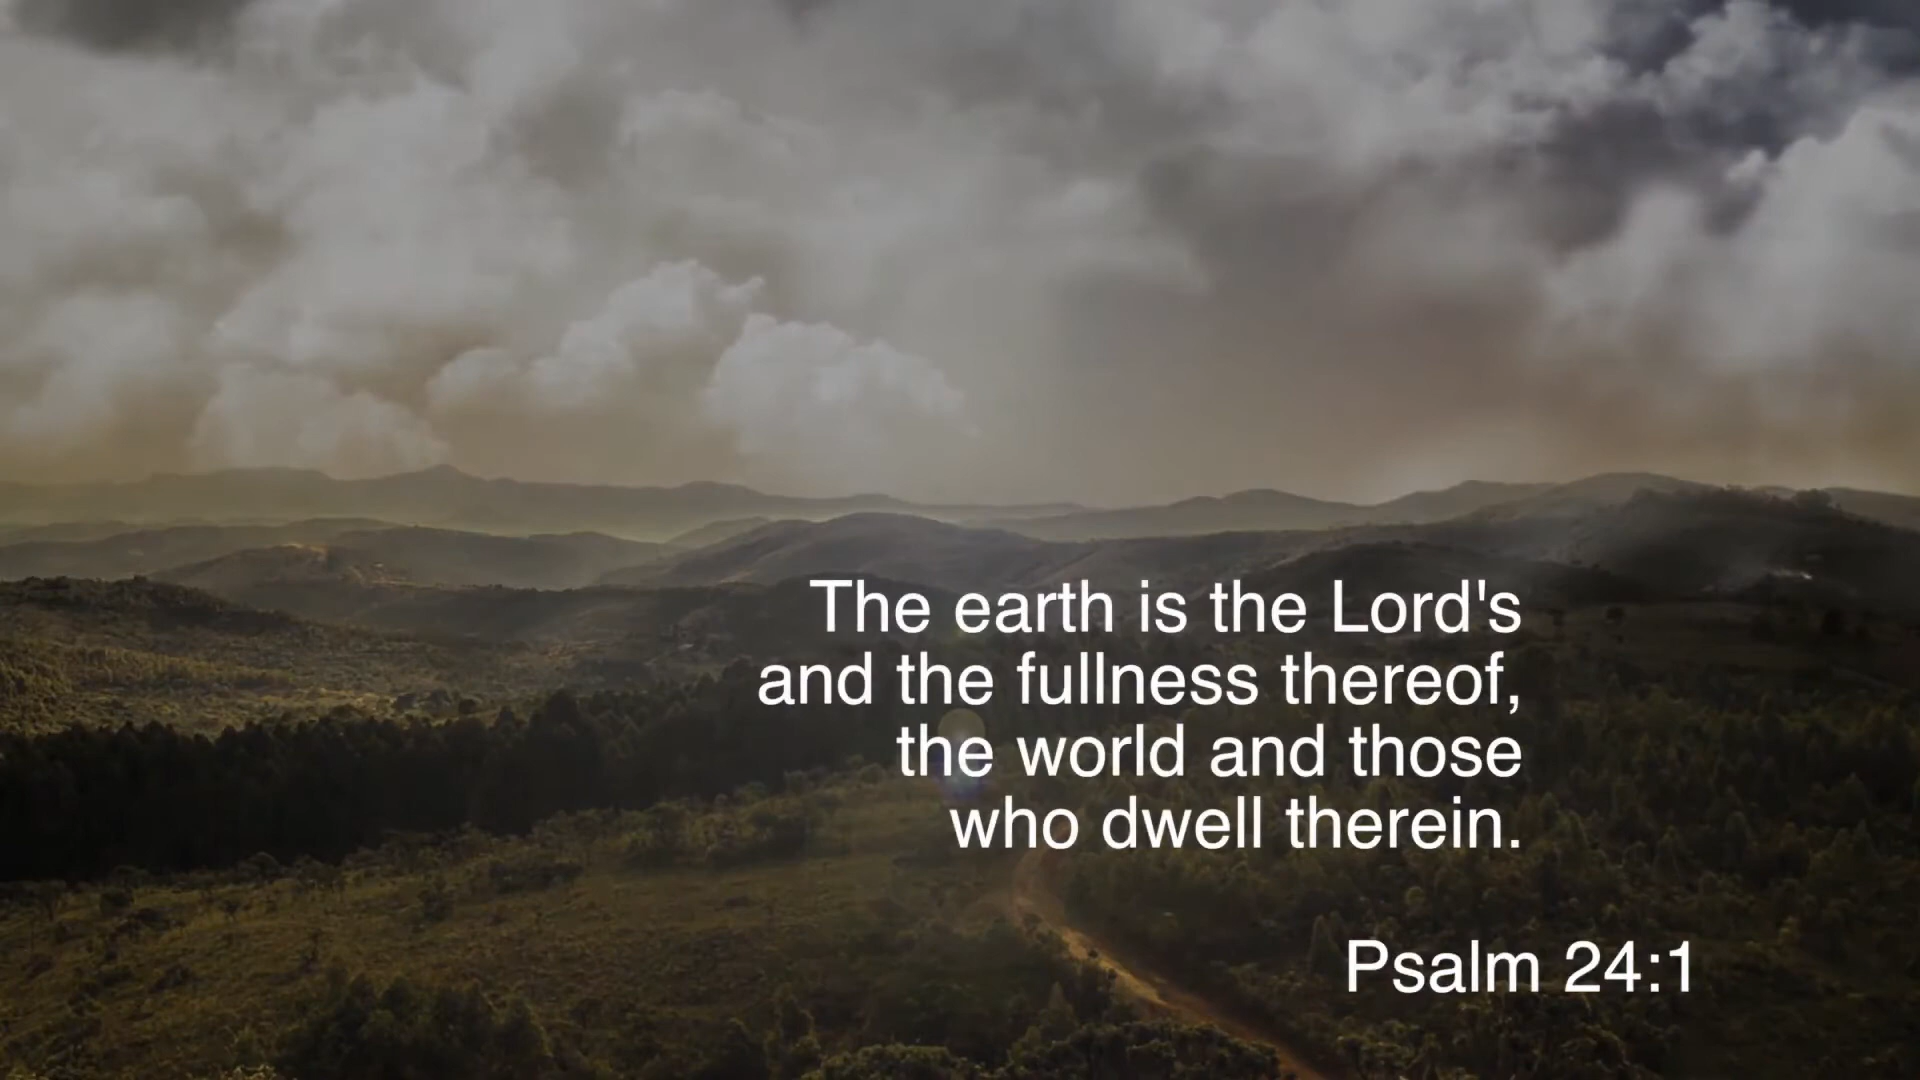 The earth is the Lord's
and the fullness thereof,
the world and those
who dwell therein.
Psalm 24:1